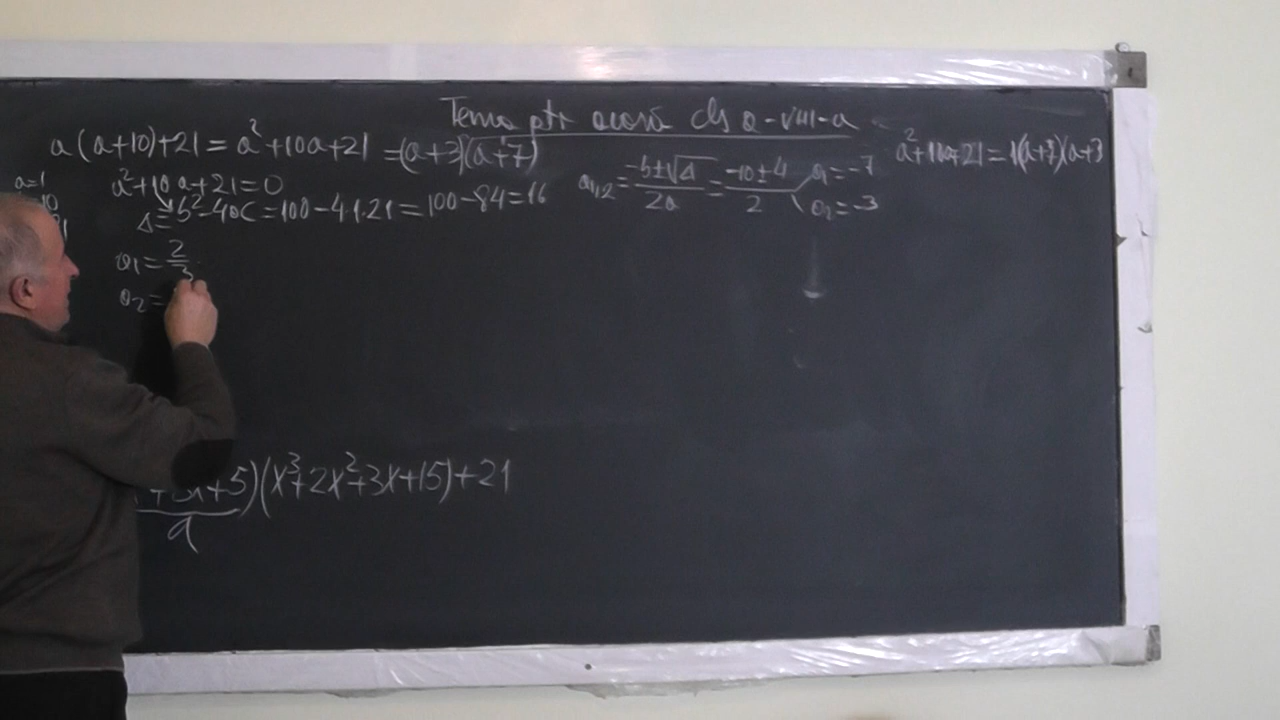 Tema ptr acasă cls a-VIII-a
a(a+10)+21=a²+10a+21=(a+3)(a+7)
a²+10a+21=0
a=1
Δ=b²-4ac=100-4·1·21=100-84=16
a₁,₂=(-b±√Δ)/2a=(-10±4)/2
a₁=-7
a₂=-3
a²+10a+21=1(a+7)(a+3
a₁=2/3
a₂=
+5)(x³+2x²+3x+15)+21
a